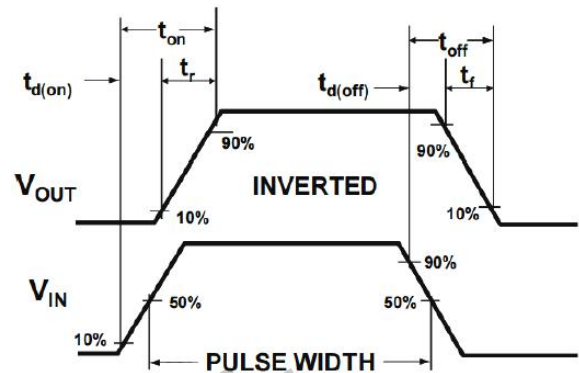 ton
toff
tr
tf
td(on)
td(off)
90%
90%
VOUT
INVERTED
10%
10%
90%
VIN
50%
50%
10%
PULSE WIDTH